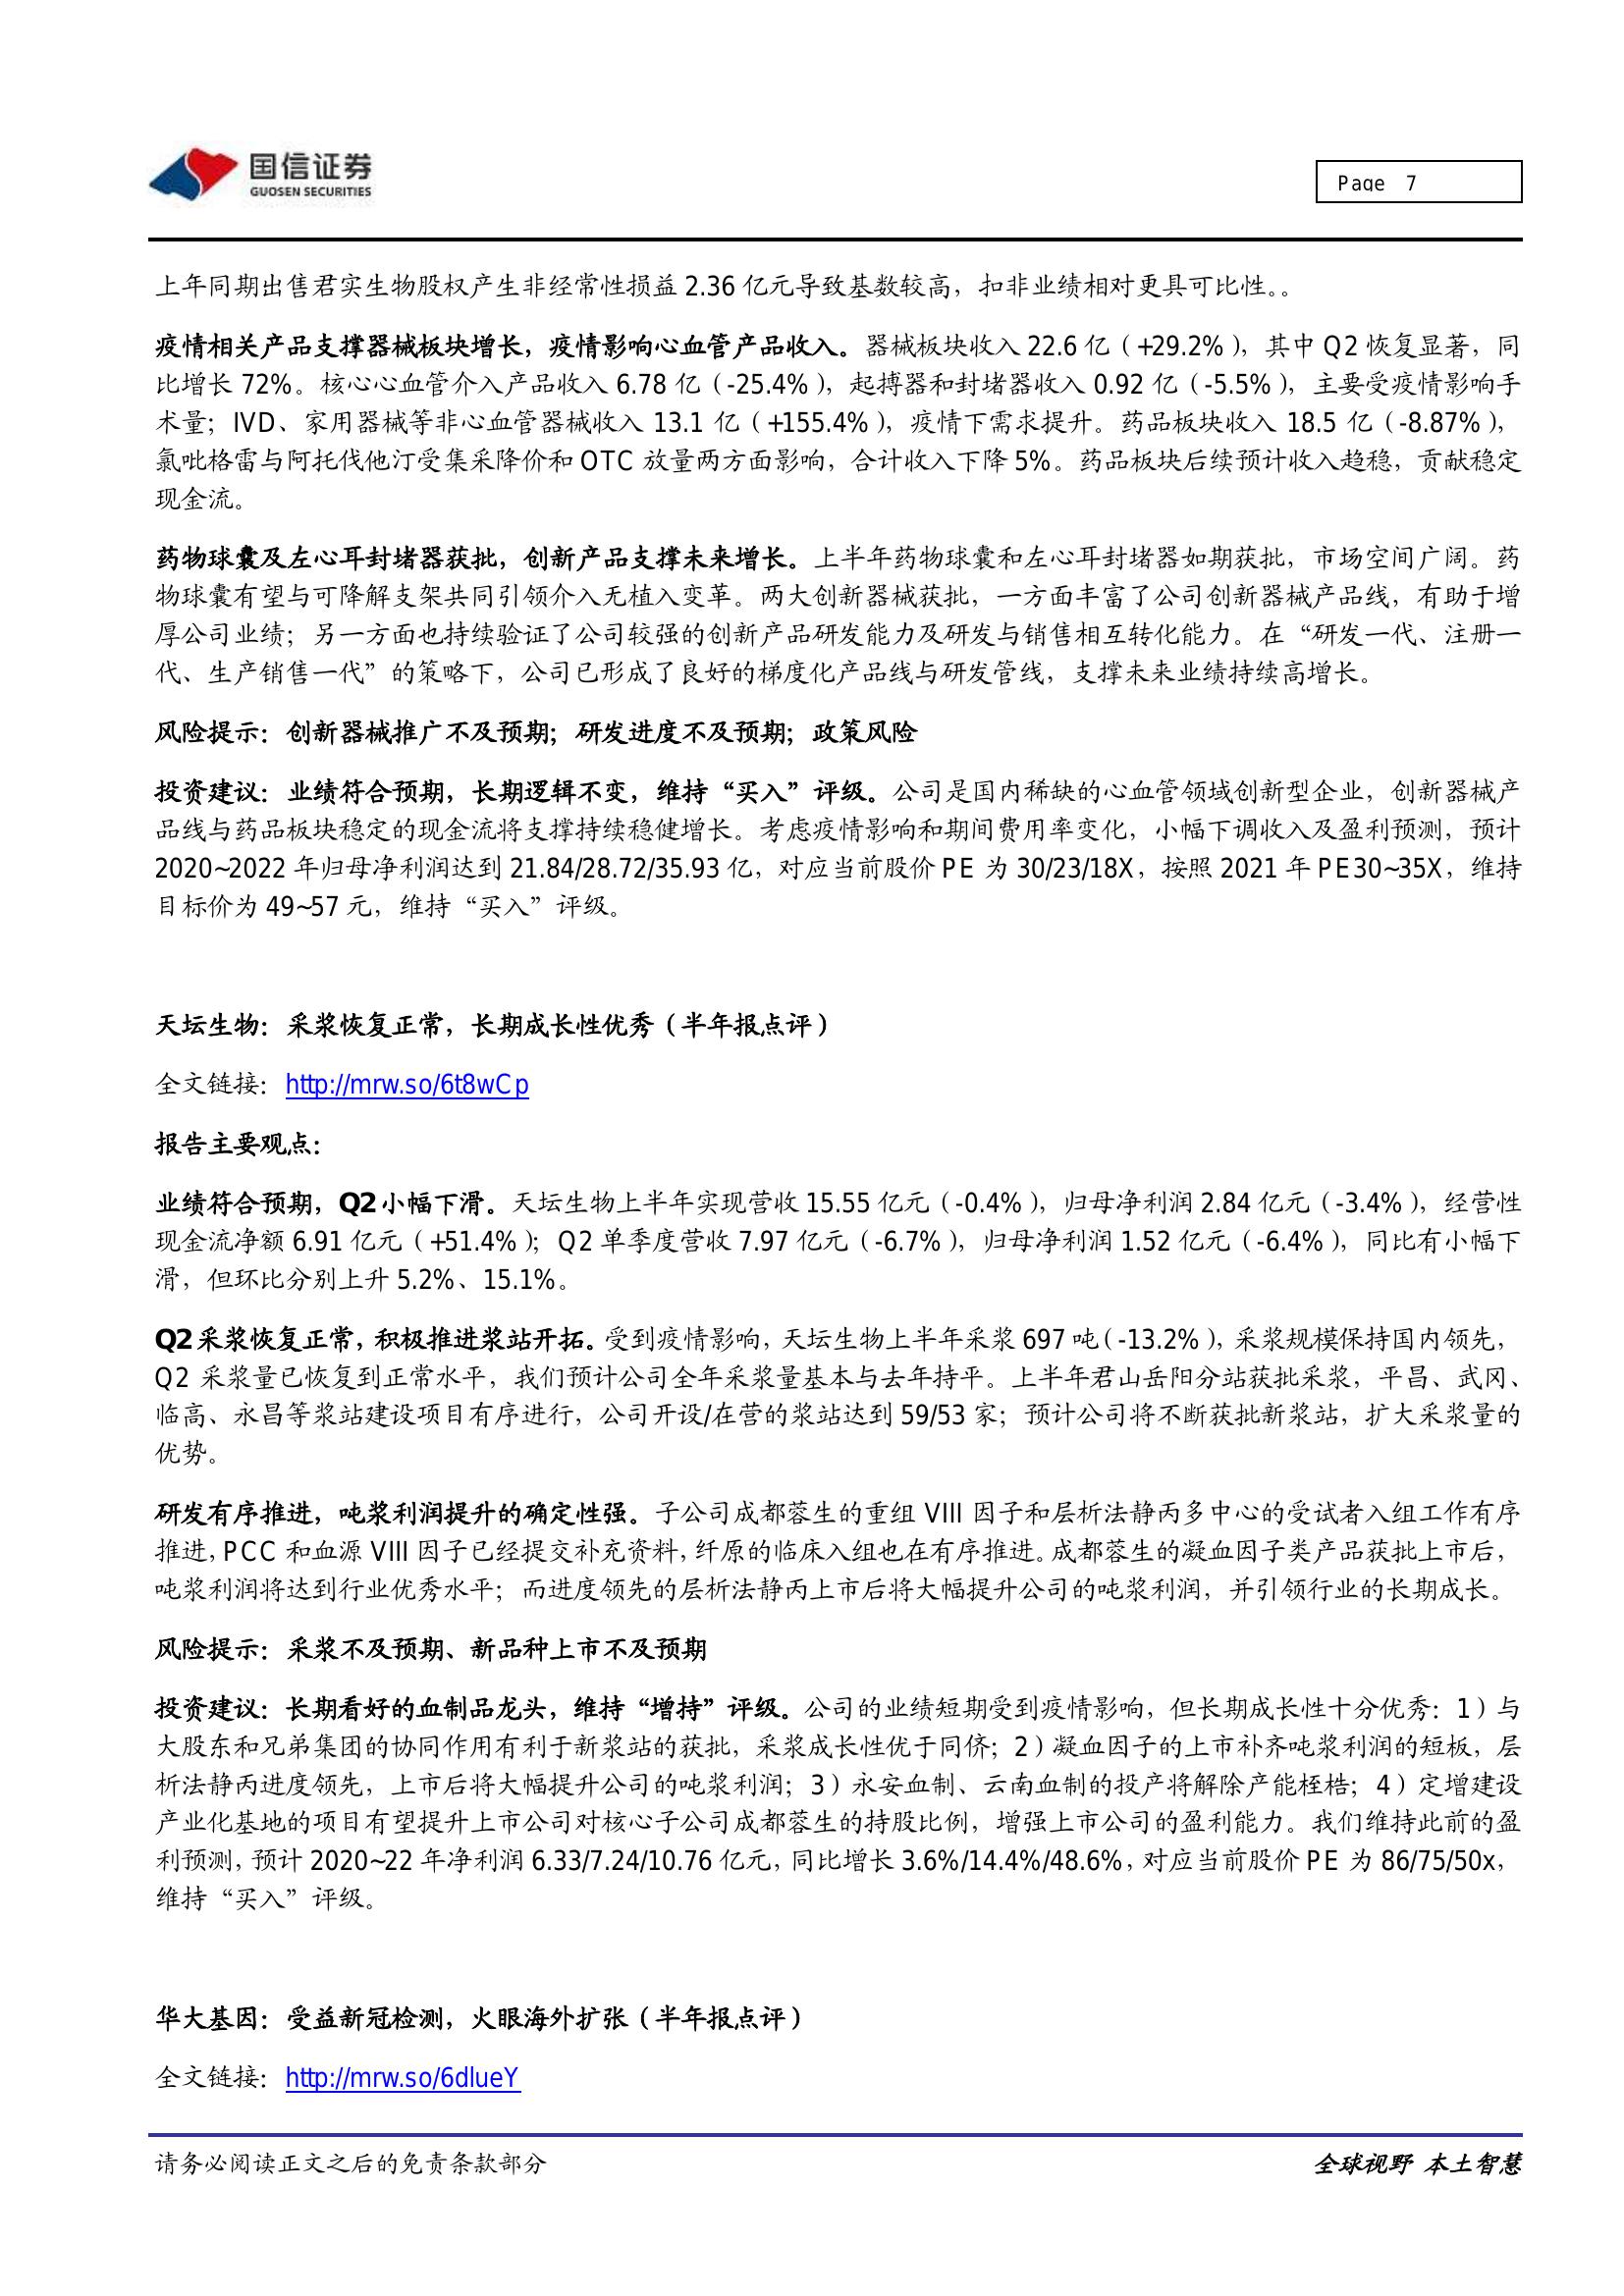 国信证券
GUOSEN SECURITIES
Page 7
上年同期出售君实生物股权产生非经常性损益 2.36 亿元导致基数较高，扣非业绩相对更具可比性。。
疫情相关产品支撑器械板块增长，疫情影响心血管产品收入。器械板块收入 22.6 亿（+29.2%），其中 Q2 恢复显著，同
比增长 72%。核心心血管介入产品收入 6.78 亿（-25.4%），起搏器和封堵器收入 0.92 亿（-5.5%），主要受疫情影响手
术量；IVD、家用器械等非心血管器械收入 13.1 亿（+155.4%），疫情下需求提升。药品板块收入 18.5 亿（-8.87%），
氯吡格雷与阿托伐他汀受集采降价和 OTC 放量两方面影响，合计收入下降 5%。药品板块后续预计收入趋稳，贡献稳定
现金流。
药物球囊及左心耳封堵器获批，创新产品支撑未来增长。上半年药物球囊和左心耳封堵器如期获批，市场空间广阔。药
物球囊有望与可降解支架共同引领介入无植入变革。两大创新器械获批，一方面丰富了公司创新器械产品线，有助于增
厚公司业绩；另一方面也持续验证了公司较强的创新产品研发能力及研发与销售相互转化能力。在“研发一代、注册一
代、生产销售一代”的策略下，公司已形成了良好的梯度化产品线与研发管线，支撑未来业绩持续高增长。
风险提示：创新器械推广不及预期；研发进度不及预期；政策风险
投资建议：业绩符合预期，长期逻辑不变，维持“买入”评级。公司是国内稀缺的心血管领域创新型企业，创新器械产
品线与药品板块稳定的现金流将支撑持续稳健增长。考虑疫情影响和期间费用率变化，小幅下调收入及盈利预测，预计
2020~2022 年归母净利润达到 21.84/28.72/35.93 亿，对应当前股价 PE 为 30/23/18X，按照 2021 年 PE30~35X，维持
目标价为 49~57 元，维持“买入”评级。
天坛生物：采浆恢复正常，长期成长性优秀（半年报点评）
全文链接：http://mrw.so/6t8wCp
报告主要观点：
业绩符合预期，Q2 小幅下滑。天坛生物上半年实现营收 15.55 亿元（-0.4%），归母净利润 2.84 亿元（-3.4%），经营性
现金流净额 6.91 亿元（+51.4%）；Q2 单季度营收 7.97 亿元（-6.7%），归母净利润 1.52 亿元（-6.4%），同比有小幅下
滑，但环比分别上升 5.2%、15.1%。
Q2 采浆恢复正常，积极推进浆站开拓。受到疫情影响，天坛生物上半年采浆 697 吨（-13.2%），采浆规模保持国内领先，
Q2 采浆量已恢复到正常水平，我们预计公司全年采浆量基本与去年持平。上半年君山岳阳分站获批采浆，平昌、武冈、
临高、永昌等浆站建设项目有序进行，公司开设/在营的浆站达到 59/53 家；预计公司将不断获批新浆站，扩大采浆量的
优势。
研发有序推进，吨浆利润提升的确定性强。子公司成都蓉生的重组 VIII 因子和层析法静丙多中心的受试者入组工作有序
推进，PCC 和血源 VIII 因子已经提交补充资料，纤原的临床入组也在有序推进。成都蓉生的凝血因子类产品获批上市后，
吨浆利润将达到行业优秀水平；而进度领先的层析法静丙上市后将大幅提升公司的吨浆利润，并引领行业的长期成长。
风险提示：采浆不及预期、新品种上市不及预期
投资建议：长期看好的血制品龙头，维持“增持”评级。公司的业绩短期受到疫情影响，但长期成长性十分优秀：1）与
大股东和兄弟集团的协同作用有利于新浆站的获批，采浆成长性优于同侪；2）凝血因子的上市补齐吨浆利润的短板，层
析法静丙进度领先，上市后将大幅提升公司的吨浆利润；3）永安血制、云南血制的投产将解除产能桎梏；4）定增建设
产业化基地的项目有望提升上市公司对核心子公司成都蓉生的持股比例，增强上市公司的盈利能力。我们维持此前的盈
利预测，预计 2020~22 年净利润 6.33/7.24/10.76 亿元，同比增长 3.6%/14.4%/48.6%，对应当前股价 PE 为 86/75/50x，
维持“买入”评级。
华大基因：受益新冠检测，火眼海外扩张（半年报点评）
全文链接：http://mrw.so/6dlueY
请务必阅读正文之后的免责条款部分
全球视野 本土智慧